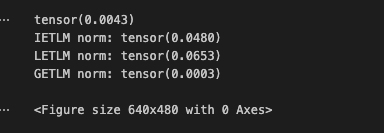 ... tensor(0.0043)
IETLM norm: tensor(0.0480)
LETLM norm: tensor(0.0653)
GETLM norm: tensor(0.0003)
... <Figure size 640x480 with 0 Axes>